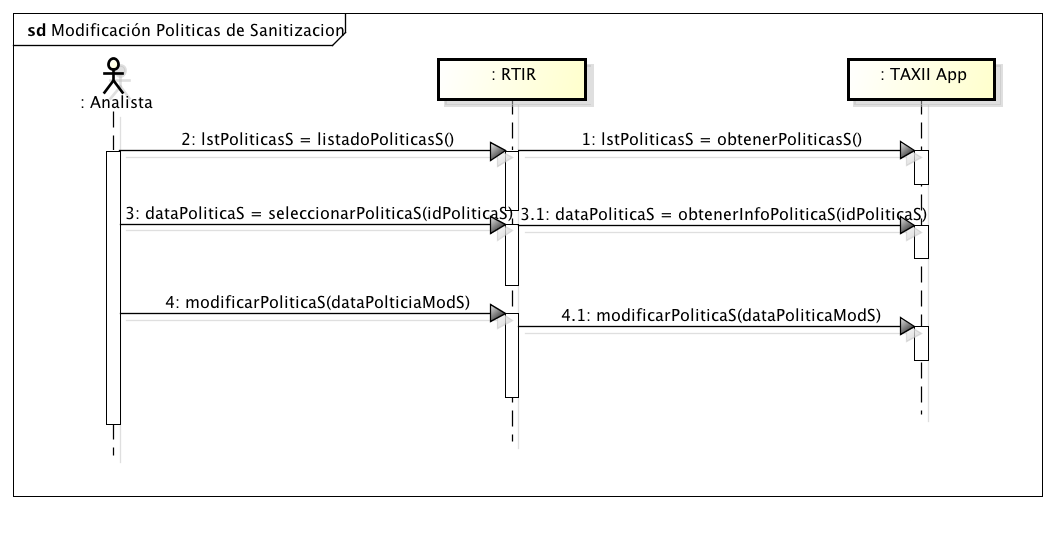 sd Modificación Politicas de Sanitizacion
: Analista
: RTIR
: TAXII App
2: lstPoliticasS = listadoPoliticasS()
1: lstPoliticasS = obtenerPoliticasS()
3: dataPoliticaS = seleccionarPoliticaS(idPoliticaS)
3.1: dataPoliticaS = obtenerInfoPoliticaS(idPoliticaS)
4: modificarPoliticaS(dataPolticiaModS)
4.1: modificarPoliticaS(dataPoliticaModS)